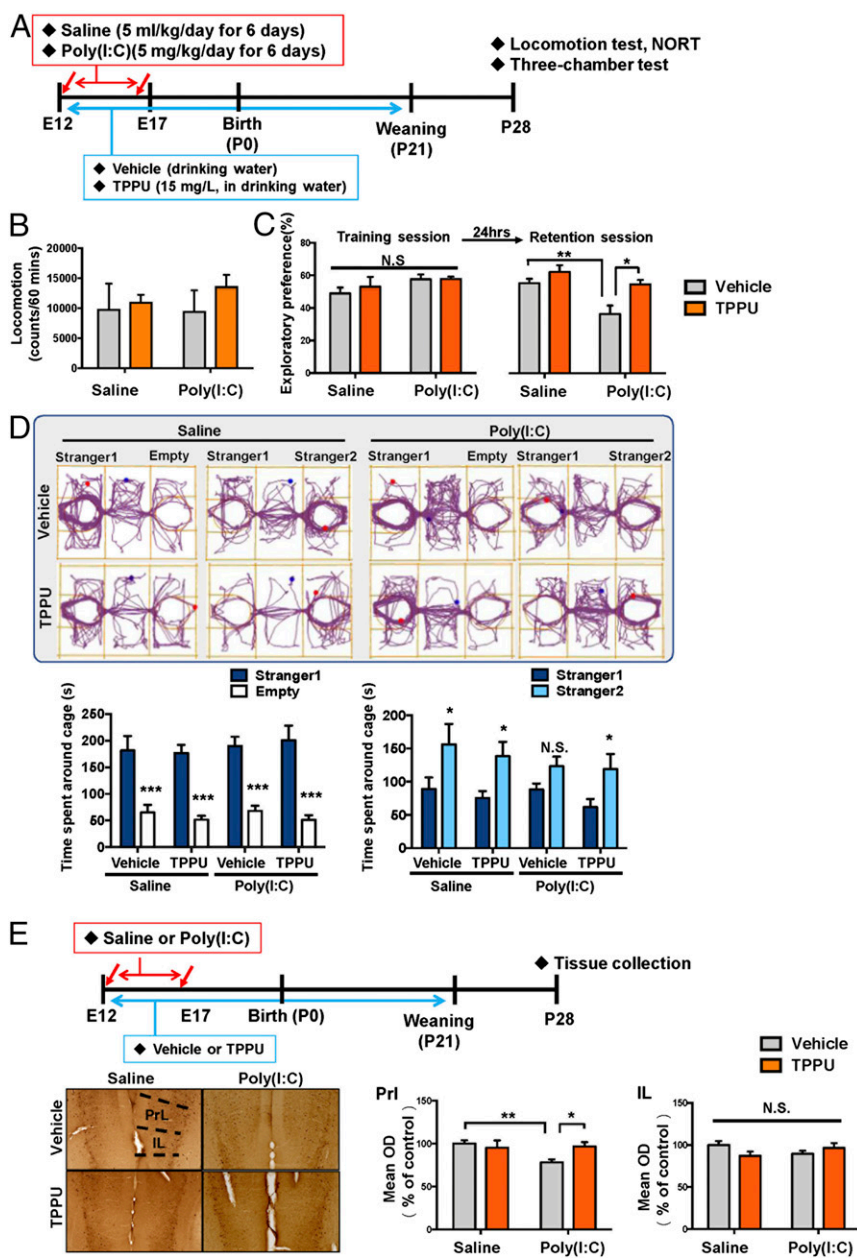 A
◆ Saline (5 ml/kg/day for 6 days)
◆ Poly(I:C)(5 mg/kg/day for 6 days)
◆ Locomotion test, NORT
◆ Three-chamber test
E12
E17
Birth
(P0)
Weaning
(P21)
P28
◆ Vehicle (drinking water)
◆ TPPU (15 mg/L, in drinking water)
B
Locomotion
(counts/60 mins)
20000
15000
10000
5000
0
Saline
Poly(I:C)
C
Exploratory preference(%)
80
60
40
20
0
Training session
24hrs
Retention session
N.S
**
*
Saline
Poly(I:C)
Saline
Poly(I:C)
Vehicle
TPPU
D
Saline
Poly(I:C)
Stranger1
Empty
Stranger1
Stranger2
Stranger1
Empty
Stranger1
Stranger2
Vehicle
TPPU
Stranger1
Empty
Time spent around cage (s)
250
200
150
100
50
0
***
***
***
***
Vehicle
TPPU
Vehicle
TPPU
Saline
Poly(I:C)
Stranger1
Stranger2
Time spent around cage (s)
200
150
100
50
0
*
*
N.S.
*
Vehicle
TPPU
Vehicle
TPPU
Saline
Poly(I:C)
E
◆ Saline or Poly(I:C)
◆ Tissue collection
E12
E17
Birth (P0)
Weaning
(P21)
P28
◆ Vehicle or TPPU
Vehicle
TPPU
Saline
Poly(I:C)
Vehicle
TPPU
PrL
IL
Prl
Mean OD
( % of control )
150
100
50
0
**
*
Saline
Poly(I:C)
IL
Mean OD
( % of control )
150
100
50
0
N.S.
Saline
Poly(I:C)